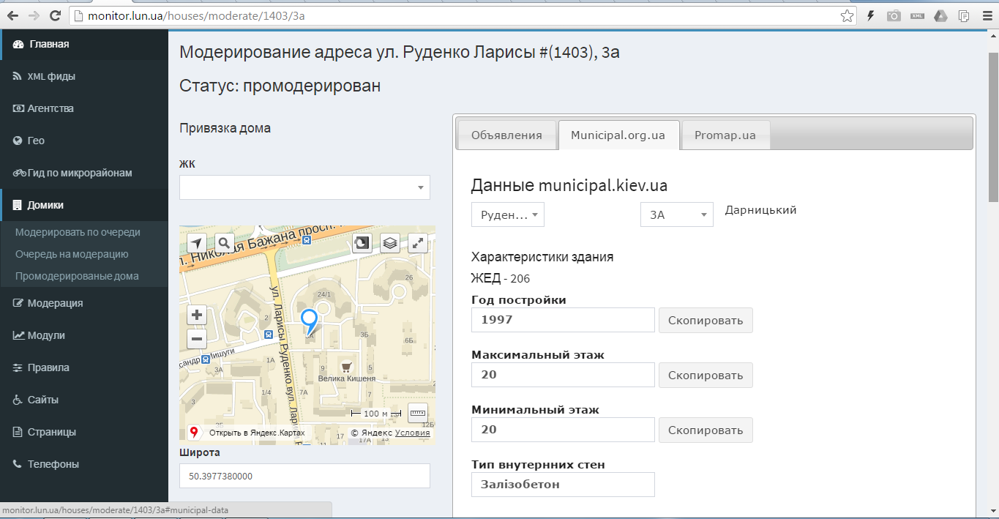 monitor.lun.ua/houses/moderate/1403/3a
Главная
XML фиды
Агентства
Гео
Гид по микрорайонам
Домики
Модерировать по очереди
Очередь на модерацию
Промодерированые дома
Модерация
Модули
Правила
Сайты
Страницы
Телефоны
Модерирование адреса ул. Руденко Ларисы #(1403), 3а
Статус: промодерирован
Привязка дома
ЖК
л. Николая Бажана просп.
ул. Ларисы Руденко вул. Лариси
сандр Мишуги
24/1
26
2
3А
3Б
6Б
1А
3А
9
5
Велика Кишеня
3
1/4
7А
7
17
17А
12Б
100 м
Открыть в Яндекс.Картах
© Яндекс Условия
Широта
50.3977380000
Объявления
Municipal.org.ua
Promap.ua
Данные municipal.kiev.ua
Руден...
3А
Дарницький
Характеристики здания
ЖЕД - 206
Год постройки
1997
Скопировать
Максимальный этаж
20
Скопировать
Минимальный этаж
20
Скопировать
Тип внутернних стен
Залізобетон
monitor.lun.ua/houses/moderate/1403/3a#municipal-data